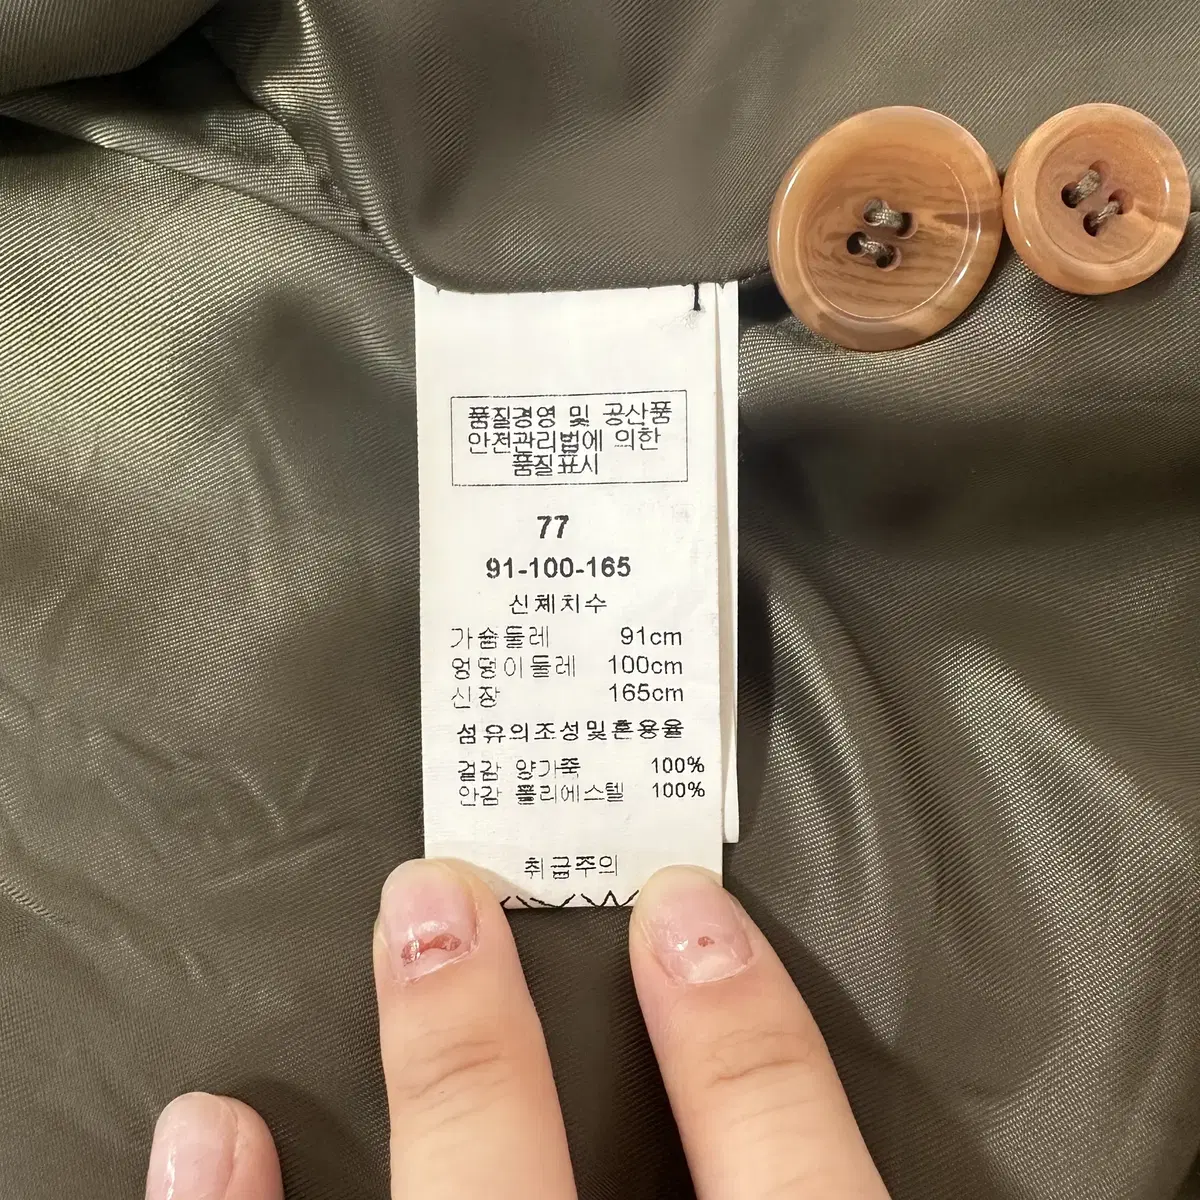 품질경영 및 공산품
안전관리법에 의한
품질표시
77
91-100-165
신체치수
가슴둘레 91cm
엉덩이둘레 100cm
신장 165cm
섬유의조성및혼용율
겉감 양가죽 100%
안감 폴리에스텔 100%
취급주의